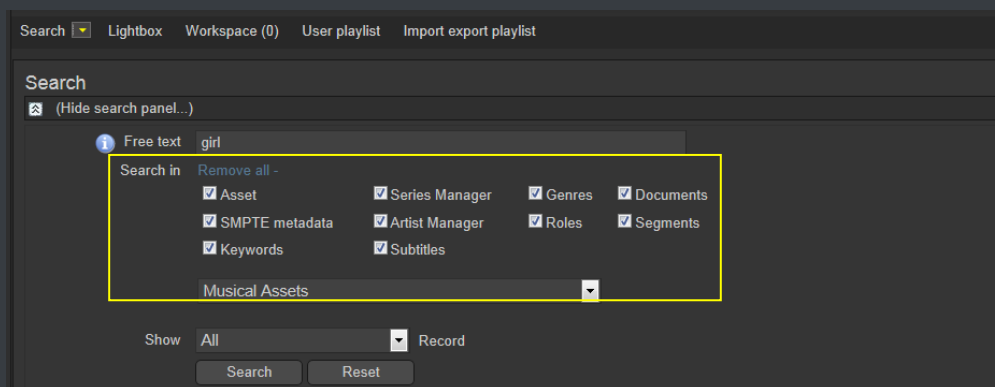 Search Lightbox Workspace (0) User playlist Import export playlist
Search
(Hide search panel...)
Free text girl
Search in Remove all -
Asset Series Manager Genres Documents
SMPTE metadata Artist Manager Roles Segments
Keywords Subtitles
Musical Assets
Show All Record
Search Reset